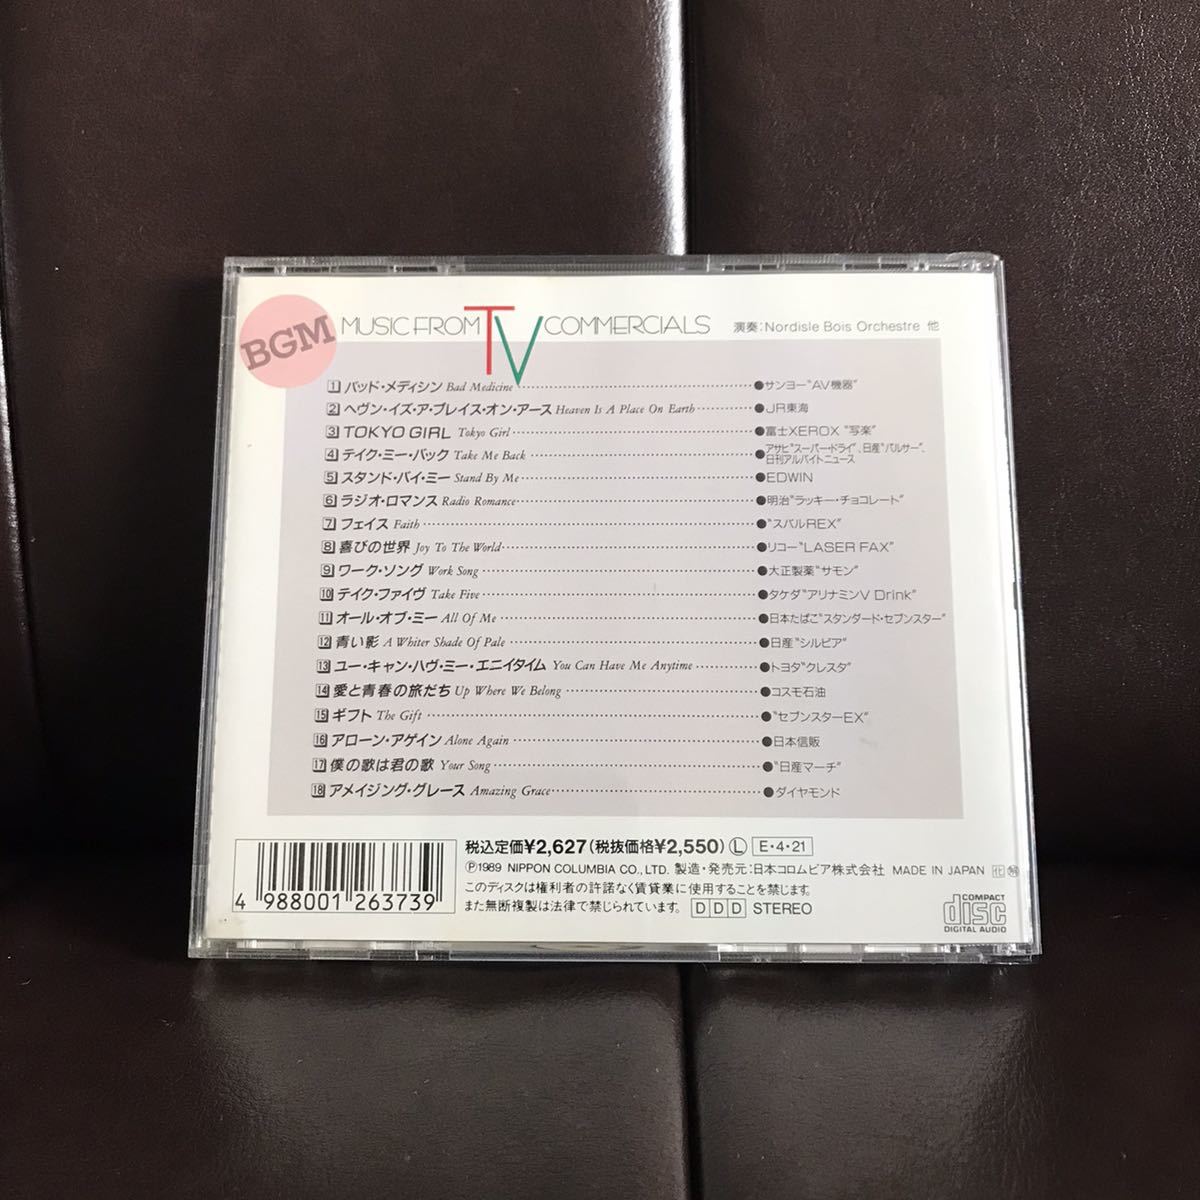 BGM MUSIC FROM TV COMMERCIALS 演奏:Nordisle Bois Orchestre 他
1 バッド・メディシン Bad Medicine ●サンヨー“AV機器”
2 ヘヴン・イズ・ア・プレイス・オン・アース Heaven Is A Place On Earth ●JR東海
3 TOKYO GIRL Tokyo Girl ●富士XEROX “写楽”
4 テイク・ミー・バック Take Me Back ●アサヒ“スーパー・ドライ”、日産“パルサー”、
日刊アルバイトニュース
5 スタンド・バイ・ミー Stand By Me ●EDWIN
6 ラジオ・ロマンス Radio Romance ●明治“ラッキー・チョコレート”
7 フェイス Faith ●“スバルREX”
8 喜びの世界 Joy To The World ●リコー“LASER FAX”
9 ワーク・ソング Work Song ●大正製薬“サモン”
10 テイク・ファイヴ Take Five ●タケダ“アリナミンV Drink”
11 オール・オブ・ミー All Of Me ●日本たばこ“スタンダード・セブンスター”
12 青い影 A Whiter Shade Of Pale ●日産“シルビア”
13 ユー・キャン・ハヴ・ミー・エニイタイム You Can Have Me Anytime ●トヨタ“クレスタ”
14 愛と青春の旅だち Up Where We Belong ●コスモ石油
15 ギフト The Gift ●“セブンスターEX”
16 アローン・アゲイン Alone Again ●日本信販
17 僕の歌は君の歌 Your Song ●“日産マーチ”
18 アメイジング・グレース Amazing Grace ●ダイヤモンド
税込定価¥2,627(税抜価格¥2,550) Ⓛ E・4・21
Ⓟ1989 NIPPON COLUMBIA CO., LTD. 製造・発売元:日本コロムビア株式会社 MADE IN JAPAN
このディスクは権利者の許諾なく賃貸業に使用することを禁じます。
また無断複製は法律で禁じられています。 DDD STEREO
4 988001 263739
COMPACT
disc
DIGITAL AUDIO